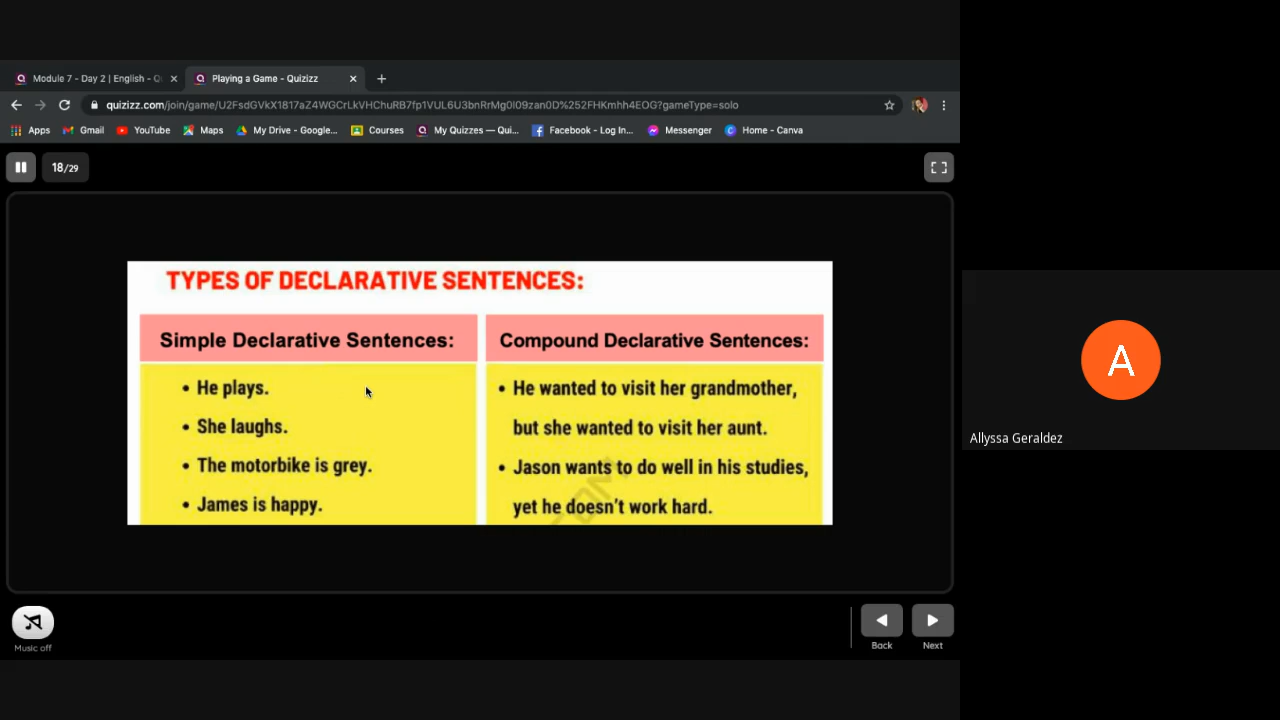 Module 7 - Day 2 | English - Q
Playing a Game - Quizizz
quizizz.com/join/game/U2FsdGVkX1817aZ4WGCrLkVHChuRB7fp1VUL6U3bnRrMg0l09zan0D%252FHKmhh4EOG?gameType=solo
Apps Gmail YouTube Maps My Drive - Google... Courses My Quizzes — Qui... Facebook - Log In... Messenger Home - Canva
18/29
TYPES OF DECLARATIVE SENTENCES:
Simple Declarative Sentences:
• He plays.
• She laughs.
• The motorbike is grey.
• James is happy.
Compound Declarative Sentences:
• He wanted to visit her grandmother,
but she wanted to visit her aunt.
• Jason wants to do well in his studies,
yet he doesn't work hard.
Music off
Back
Next
A
Allyssa Geraldez